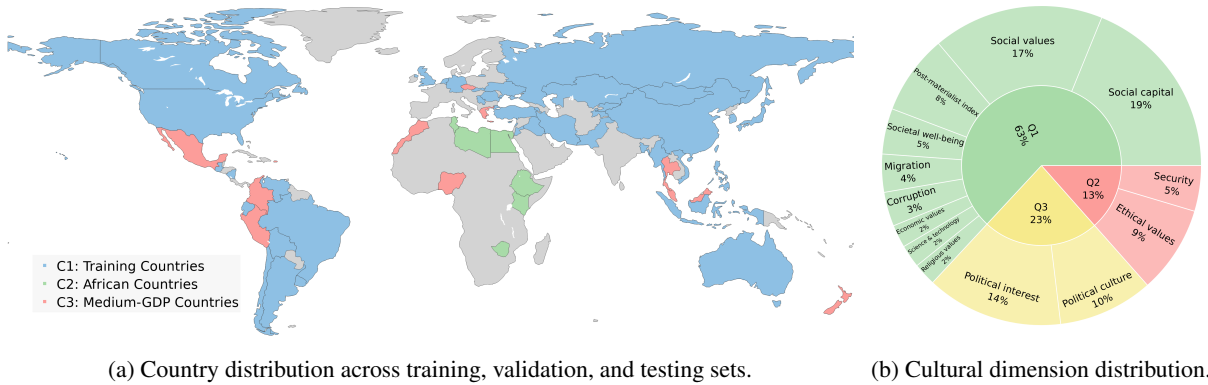 C1: Training Countries
C2: African Countries
C3: Medium-GDP Countries
(a) Country distribution across training, validation, and testing sets.
Social values
17%
Social capital
19%
Post-materialist index
8%
Societal well-being
5%
Migration
4%
Corruption
3%
Economic values
2%
Science & technology
2%
Religious values
2%
Q1
63%
Q2
13%
Q3
23%
Security
5%
Ethical values
9%
Political interest
14%
Political culture
10%
(b) Cultural dimension distribution.